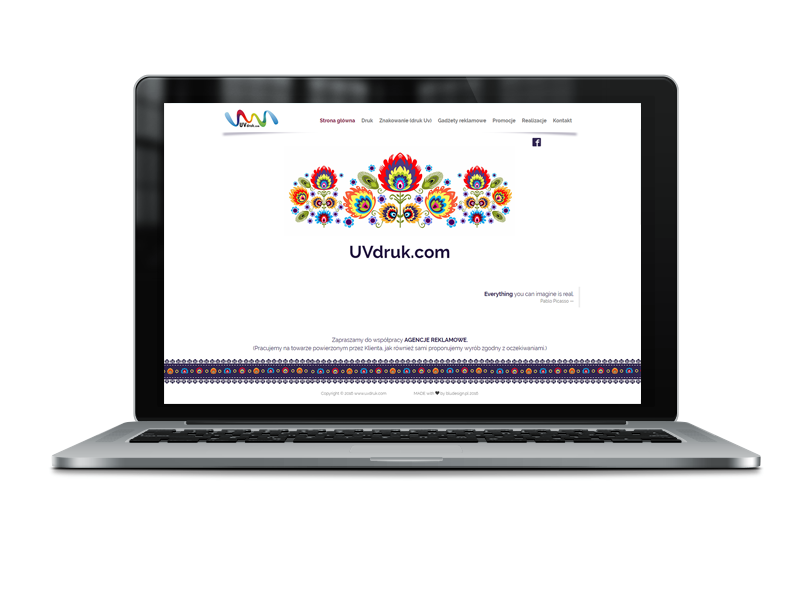 UVdruk.com
Strona główna Druk Znakowanie (druk Uv) Gadżety reklamowe Promocje Realizacje Kontakt
UVdruk.com
Everything you can imagine is real.
Pablo Picasso
Zapraszamy do współpracy AGENCJE REKLAMOWE.
(Pracujemy na towarze powierzonym przez Klienta, jak również sami proponujemy wyrób zgodny z oczekiwaniami.)
Copyright © www.uvdruk.com MADE with ❤ By